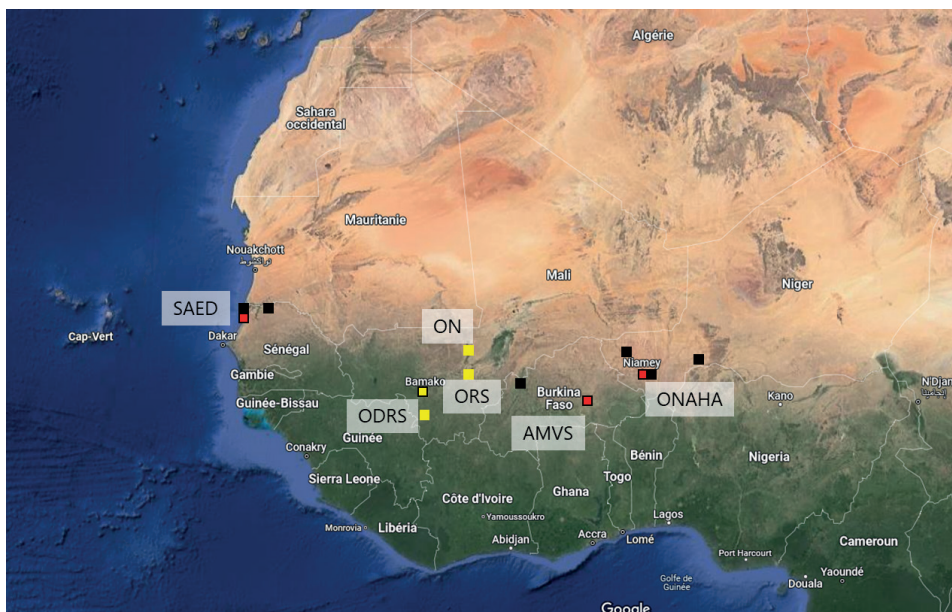 Algérie
Sahara
occidental
Mauritanie
Nouakchott
نواكشوط
Mali
Niger
SAED
ON
Cap-Vert
Dakar
Sénégal
Niamey
Gambie
Bamako
ORS
Burkina
Faso
ONAHA
Kano
N'Djam
Guinée-Bissau
ODRS
AMVS
Guinée
Conakry
Bénin
Nigeria
Sierra Leone
Togo
Ghana
Côte d'Ivoire
Yamoussoukro
Lagos
Monrovia
Libéria
Abidjan
Accra
Lomé
Port Harcourt
Cameroun
Golfe de
Guinée
Yaoundé
Douala
Google